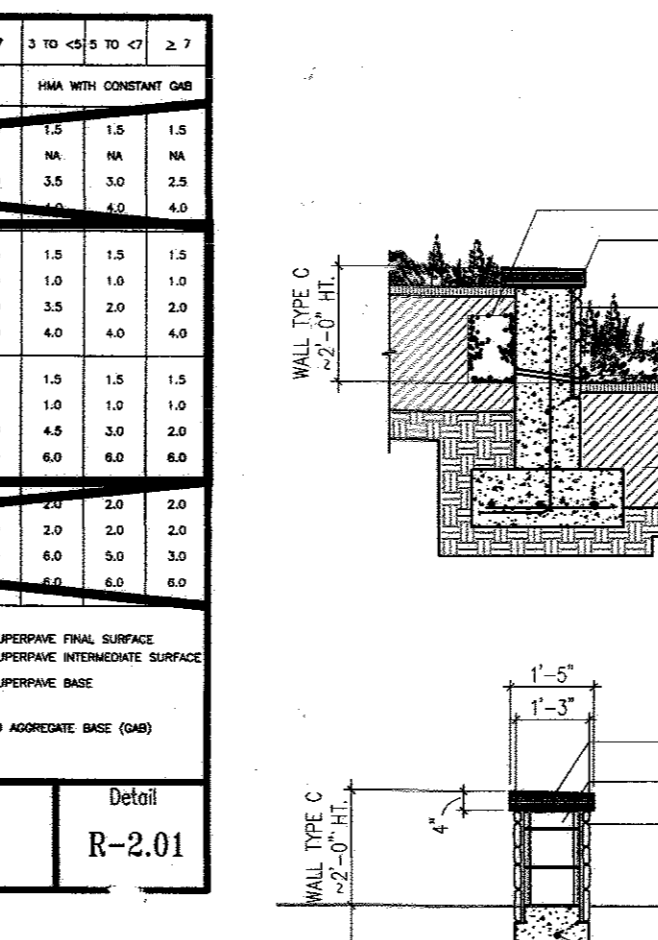 3 TO <5 5 TO <7 ≥ 7
HMA WITH CONSTANT GAB
1.5 1.5 1.5
NA NA NA
3.5 3.0 2.5
4.0 4.0 4.0
1.5 1.5 1.5
1.0 1.0 1.0
3.5 2.0 2.0
4.0 4.0 4.0
1.5 1.5 1.5
1.0 1.0 1.0
4.5 3.0 2.0
6.0 6.0 6.0
2.0 2.0 2.0
2.0 2.0 2.0
6.0 5.0 3.0
6.0 6.0 6.0
UPERPAVE FINAL SURFACE
UPERPAVE INTERMEDIATE SURFACE
UPERPAVE BASE
AGGREGATE BASE (GAB)
Detail
R-2.01
WALL TYPE C
~2'-0" HT.
1'-5"
1'-3"
4"
WALL TYPE C
~2'-0" HT.